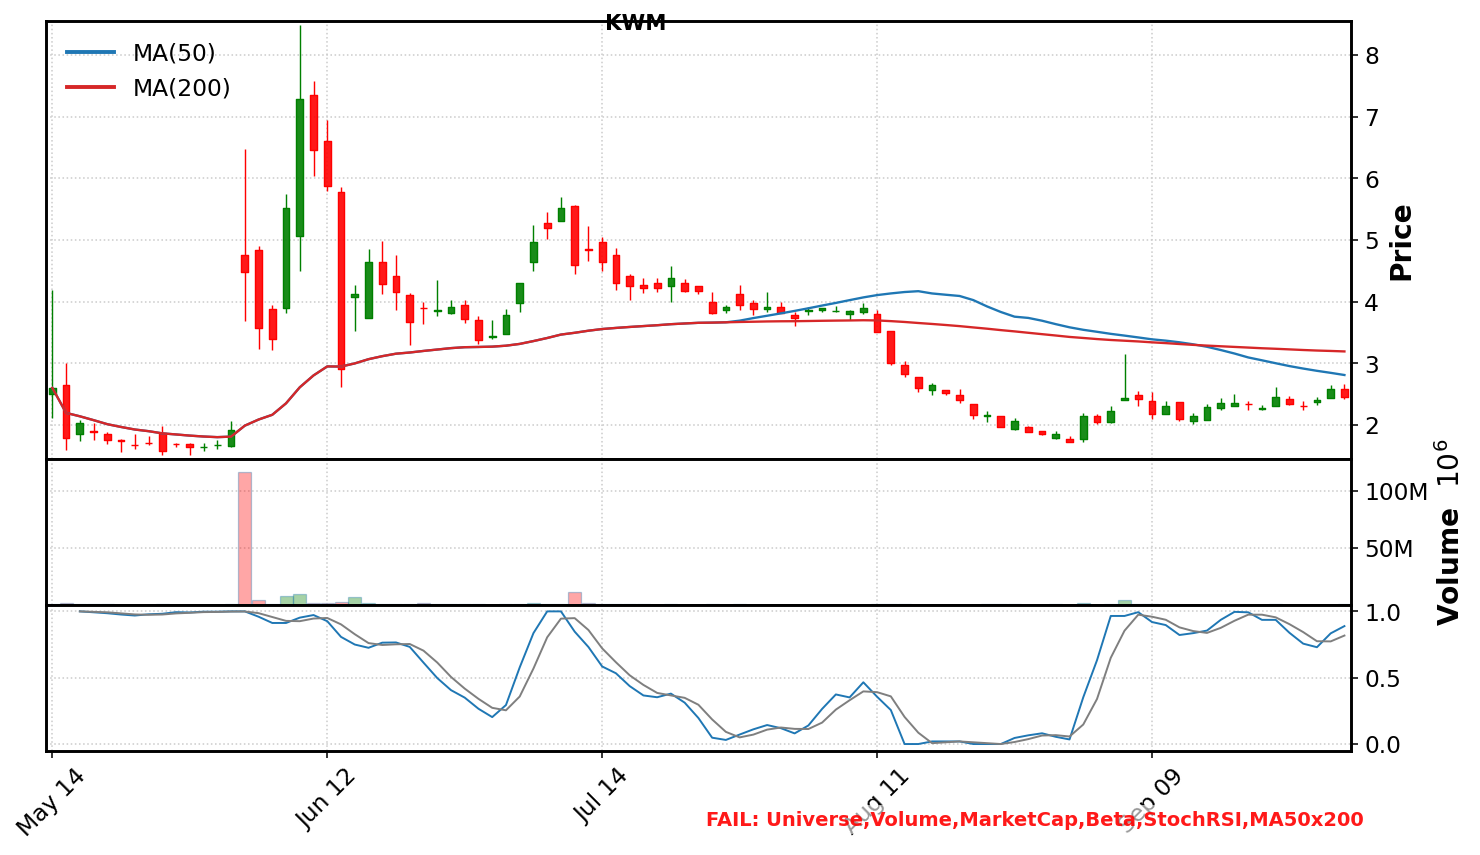 KWM
MA(50)
MA(200)
8
7
6
5
4
3
2
Price
100M
50M
Volume 10^6
1.0
0.5
0.0
May 14
Jun 12
Jul 14
Aug 11
Sep 09
FAIL: Universe,Volume,MarketCap,Beta,StochRSI,MA50x200